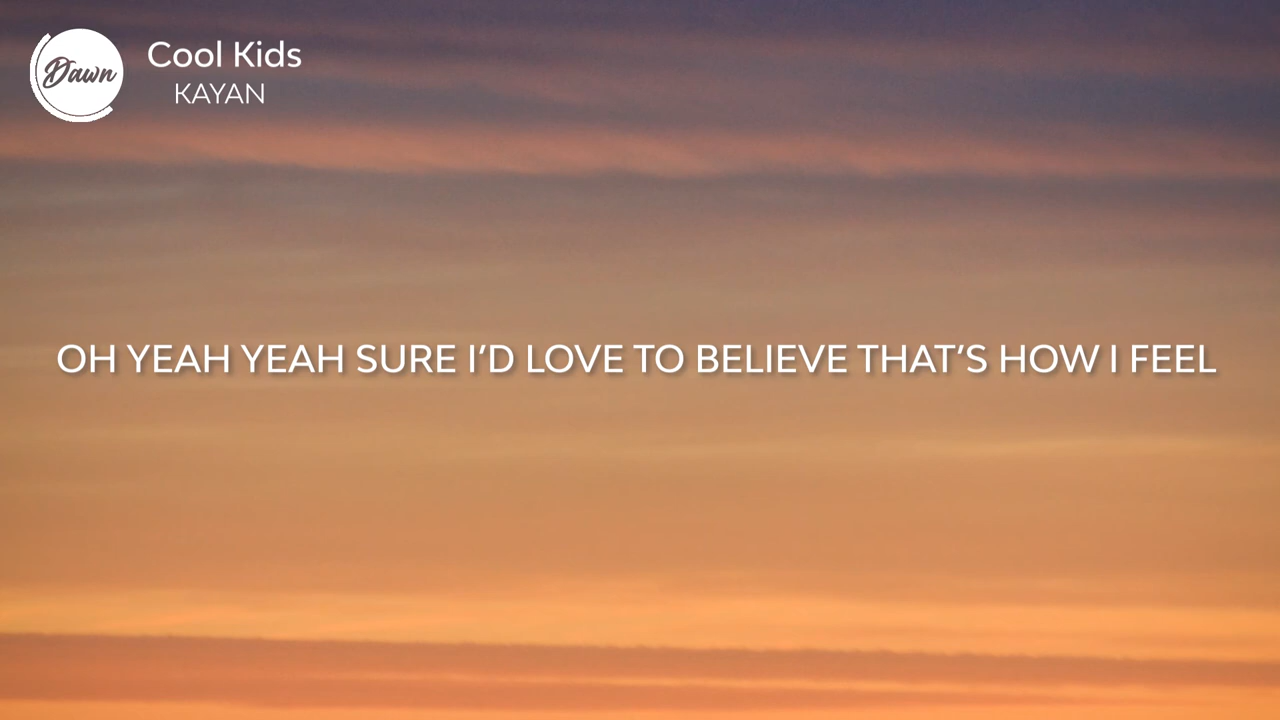 Dawn
Cool Kids
KAYAN
OH YEAH YEAH SURE I’D LOVE TO BELIEVE THAT’S HOW I FEEL